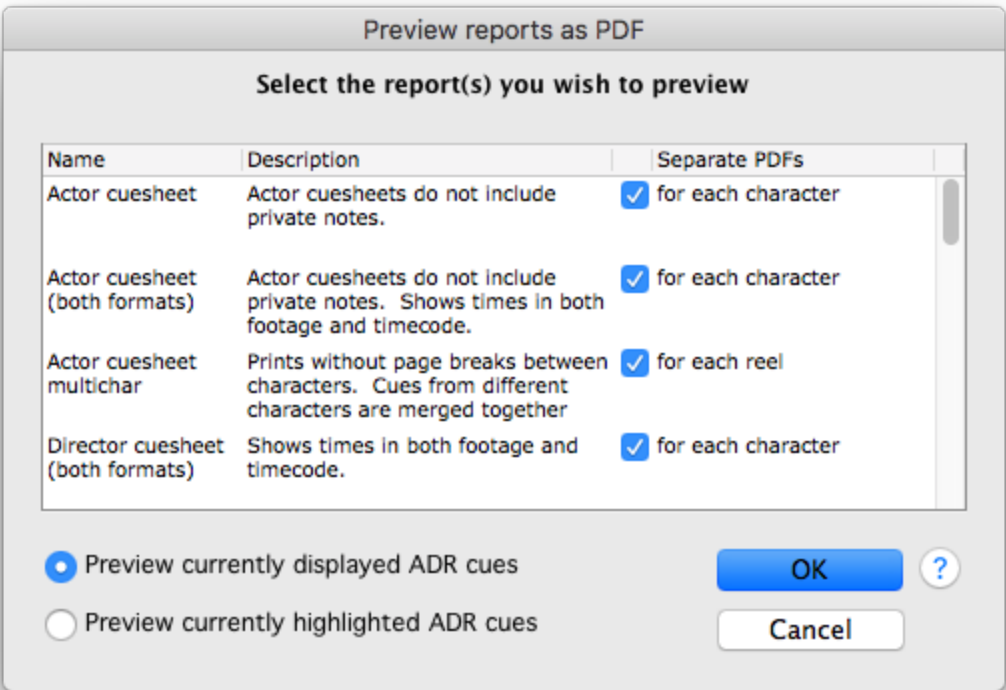 Preview reports as PDF
Select the report(s) you wish to preview
Name Description Separate PDFs
Actor cuesheet Actor cuesheets do not include for each character
private notes.
Actor cuesheet Actor cuesheets do not include for each character
(both formats) private notes. Shows times in both
footage and timecode.
Actor cuesheet Prints without page breaks between for each reel
multichar characters. Cues from different
characters are merged together
Director cuesheet Shows times in both footage and for each character
(both formats) timecode.
Preview currently displayed ADR cues OK ?
Preview currently highlighted ADR cues Cancel